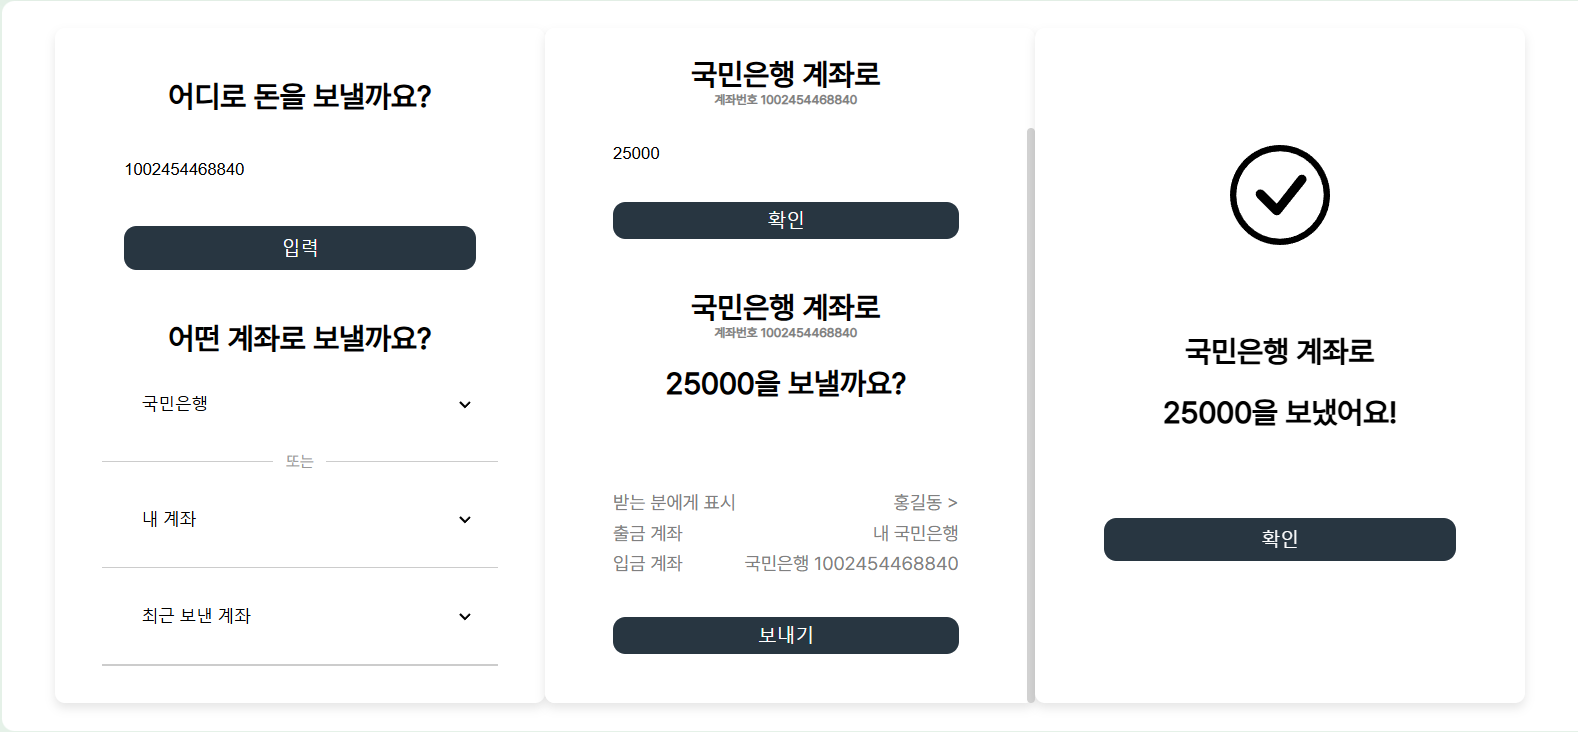 어디로 돈을 보낼까요?
1002454468840
입력
어떤 계좌로 보낼까요?
국민은행
또는
내 계좌
최근 보낸 계좌
국민은행 계좌로
계좌번호 1002454468840
25000
확인
국민은행 계좌로
계좌번호 1002454468840
25000을 보낼까요?
받는 분에게 표시 홍길동 >
출금 계좌 내 국민은행
입금 계좌 국민은행 1002454468840
보내기
국민은행 계좌로
25000을 보냈어요!
확인